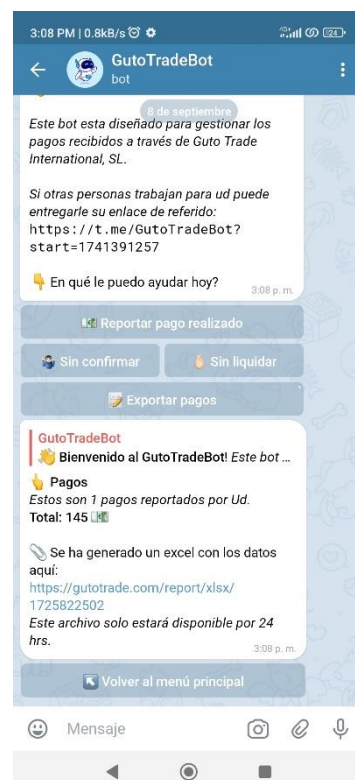 3:08 PM | 0.8kB/s
24
GutoTradeBot
bot
8 de septiembre
Este bot esta diseñado para gestionar los
pagos recibidos a través de Guto Trade
International, SL.
Si otras personas trabajan para ud puede
entregarle su enlace de referido:
https://t.me/GutoTradeBot?
start=1741391257
👇 En qué le puedo ayudar hoy?
3:08 p. m.
💵 Reportar pago realizado
🤷🏻‍♂️ Sin confirmar
👌🏻 Sin liquidar
📝 Exportar pagos
GutoTradeBot
👋 Bienvenido al GutoTradeBot! Este bot ...
👆 Pagos
Estos son 1 pagos reportados por Ud.
Total: 145 💵
📎 Se ha generado un excel con los datos
aquí:
https://gutotrade.com/report/xlsx/
1725822502
Este archivo solo estará disponible por 24
hrs.
3:08 p. m.
↖️ Volver al menú principal
Mensaje